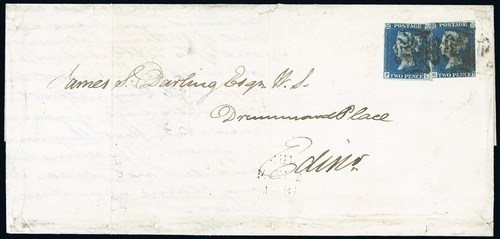 POSTAGE POSTAGE
TWO PENCE TWO PENCE
James S. Darling Esqr. W. S.
Drummond Place
Edinr.